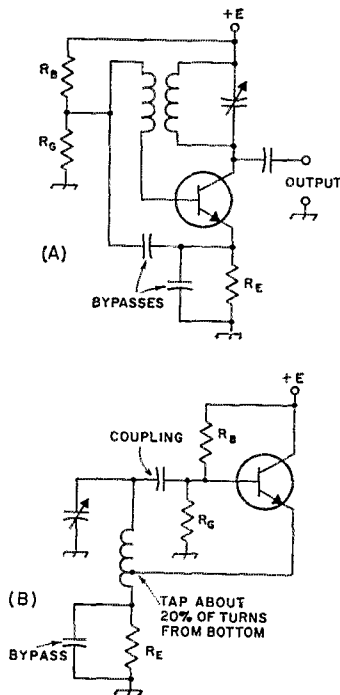 +E
R_B
R_G
OUTPUT
(A)
BYPASSES
R_E
+E
COUPLING
R_B
R_G
(B)
TAP ABOUT
20% OF TURNS
FROM BOTTOM
BYPASS
R_E